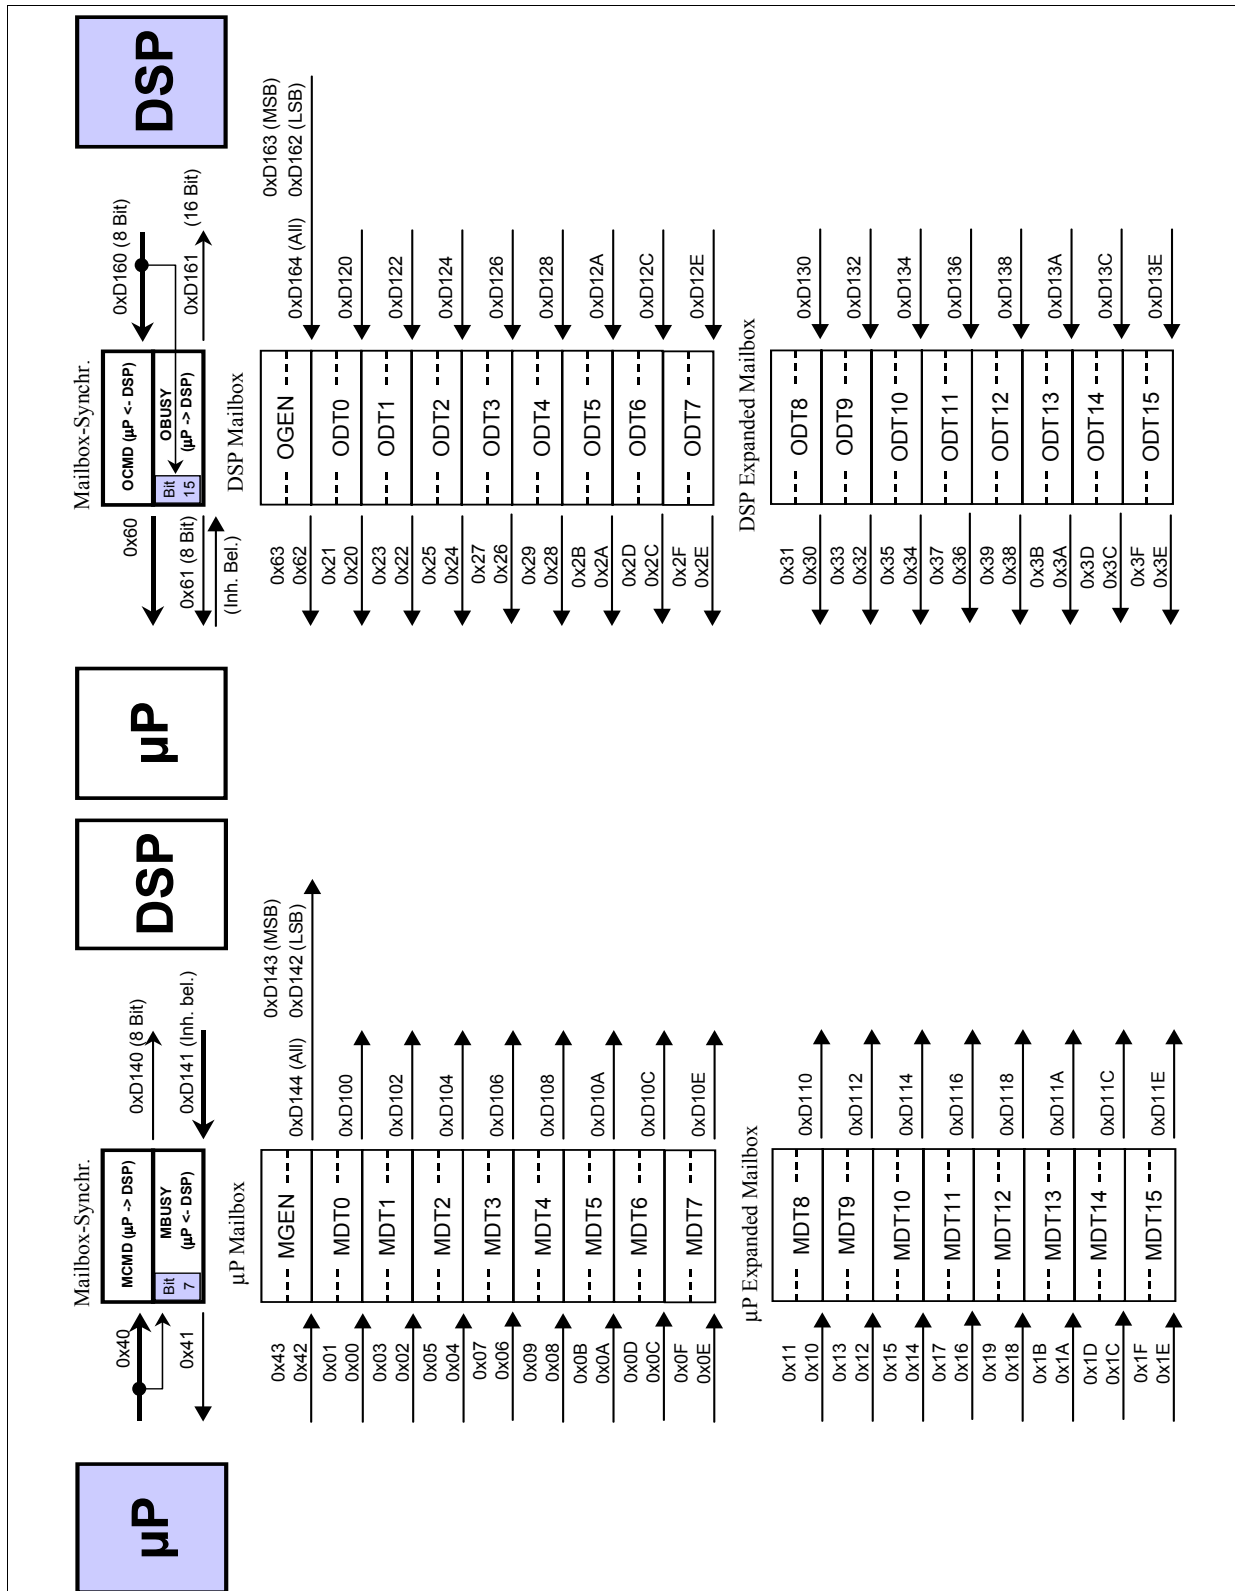 µP
DSP
µP
DSP
Mailbox-Synchr.
0x40
MCMD (µP -> DSP)
0xD140 (8 Bit)
0x41
Bit
7
MBUSY
(µP <- DSP)
0xD141 (Inh. bel.)
µP Mailbox
0x43
0x42
MGEN
0xD144 (All)
0xD143 (MSB)
0xD142 (LSB)
0x01
0x00
MDT0
0xD100
0x03
0x02
MDT1
0xD102
0x05
0x04
MDT2
0xD104
0x07
0x06
MDT3
0xD106
0x09
0x08
MDT4
0xD108
0x0B
0x0A
MDT5
0xD10A
0x0D
0x0C
MDT6
0xD10C
0x0F
0x0E
MDT7
0xD10E
µP Expanded Mailbox
0x11
0x10
MDT8
0xD110
0x13
0x12
MDT9
0xD112
0x15
0x14
MDT10
0xD114
0x17
0x16
MDT11
0xD116
0x19
0x18
MDT12
0xD118
0x1B
0x1A
MDT13
0xD11A
0x1D
0x1C
MDT14
0xD11C
0x1F
0x1E
MDT15
0xD11E
Mailbox-Synchr.
0x60
OCMD (µP <- DSP)
0xD160 (8 Bit)
0x61 (8 Bit)
(Inh. Bel.)
Bit
15
OBUSY
(µP -> DSP)
0xD161
(16 Bit)
DSP Mailbox
0x63
0x62
OGEN
0xD164 (All)
0xD163 (MSB)
0xD162 (LSB)
0x21
0x20
ODT0
0xD120
0x23
0x22
ODT1
0xD122
0x25
0x24
ODT2
0xD124
0x27
0x26
ODT3
0xD126
0x29
0x28
ODT4
0xD128
0x2B
0x2A
ODT5
0xD12A
0x2D
0x2C
ODT6
0xD12C
0x2F
0x2E
ODT7
0xD12E
DSP Expanded Mailbox
0x31
0x30
ODT8
0xD130
0x33
0x32
ODT9
0xD132
0x35
0x34
ODT10
0xD134
0x37
0x36
ODT11
0xD136
0x39
0x38
ODT12
0xD138
0x3B
0x3A
ODT13
0xD13A
0x3D
0x3C
ODT14
0xD13C
0x3F
0x3E
ODT15
0xD13E